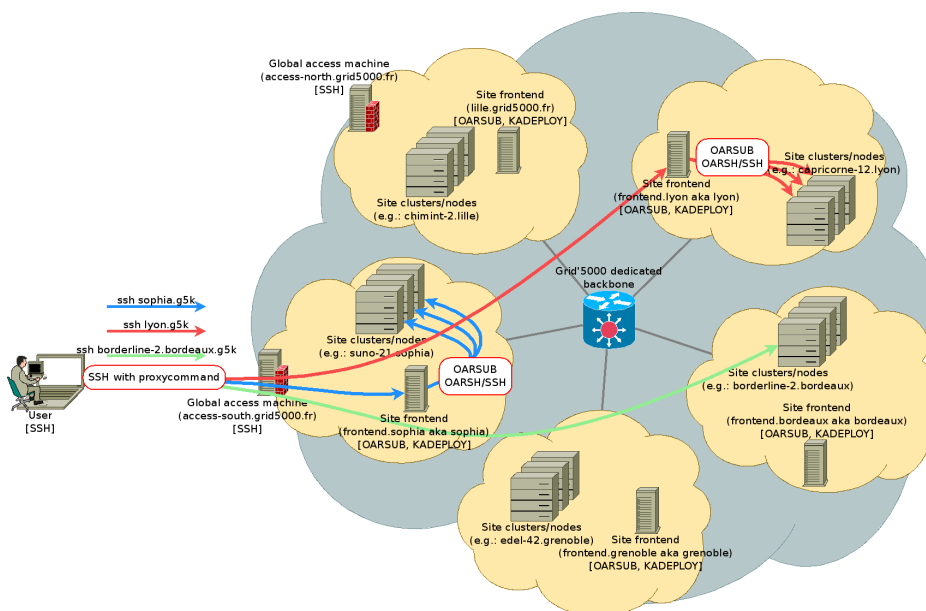 Global access machine
(access-north.grid5000.fr)
[SSH]
Site frontend
(lille.grid5000.fr)
[OARSUB, KADEPLOY]
Site clusters/nodes
(e.g.: chimint-2.lille)
OARSUB
OARSH/SSH
Site clusters/nodes
(e.g.: capricorne-12.lyon)
Site frontend
(frontend.lyon aka lyon)
[OARSUB, KADEPLOY]
Grid'5000 dedicated
backbone
ssh sophia.g5k
ssh lyon.g5k
ssh borderline-2.bordeaux.g5k
SSH with proxycommand
User
[SSH]
Global access machine
(access-south.grid5000.fr)
[SSH]
Site clusters/nodes
(e.g.: suno-21.sophia)
OARSUB
OARSH/SSH
Site frontend
(frontend.sophia aka sophia)
[OARSUB, KADEPLOY]
Site clusters/nodes
(e.g.: borderline-2.bordeaux)
Site frontend
(frontend.bordeaux aka bordeaux)
[OARSUB, KADEPLOY]
Site clusters/nodes
(e.g.: edel-42.grenoble)
Site frontend
(frontend.grenoble aka grenoble)
[OARSUB, KADEPLOY]